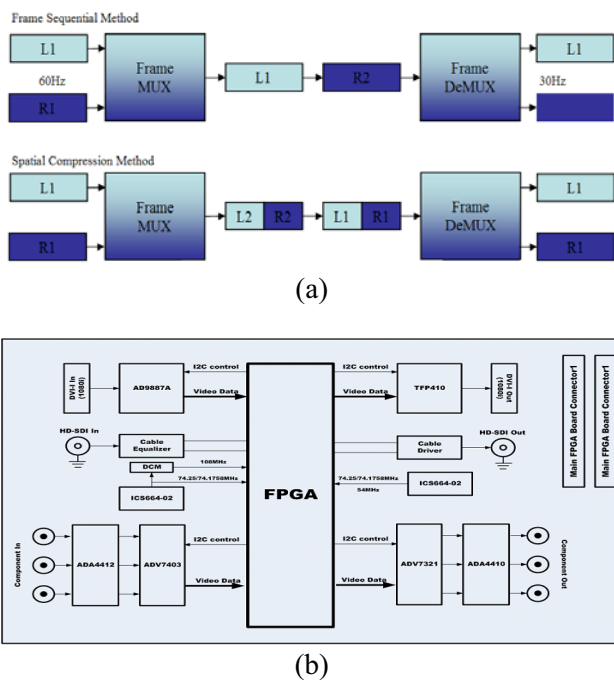 Frame Sequential Method
L1
60Hz
R1
Frame
MUX
L1
R2
Frame
DeMUX
L1
30Hz
Spatial Compression Method
L1
R1
Frame
MUX
L2
R2
L1
R1
Frame
DeMUX
L1
R1
(a)
DVI-I In
(1080i)
AD9887A
I2C control
Video Data
HD-SDI In
Cable
Equalizer
DCM
108MHz
74.25/74.1758MHz
ICS664-02
Component In
ADA4412
ADV7403
I2C control
Video Data
FPGA
I2C control
Video Data
TFP410
DVI-I Out
(1080i)
HD-SDI Out
Cable
Driver
74.25/74.1758MHz
54MHz
ICS664-02
I2C control
Video Data
ADV7321
ADA4410
Component Out
Main FPGA Board Connector1
Main FPGA Board Connector1
(b)